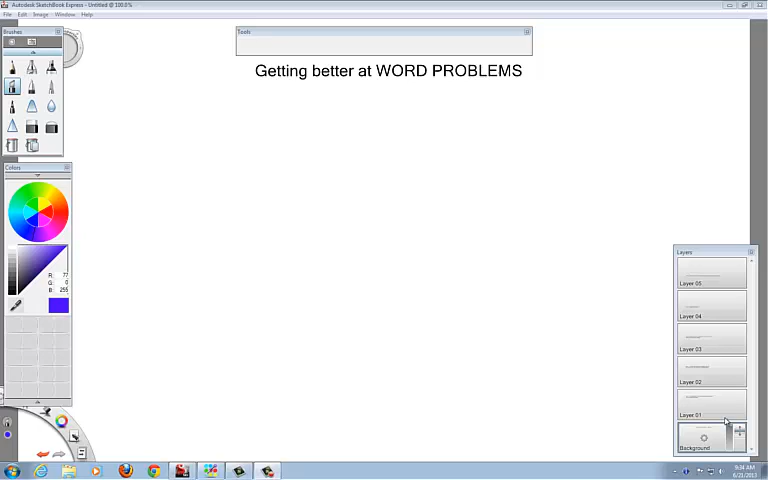 Autodesk SketchBook Express - Untitled @ 100.0%
File Edit Image Window Help
Brushes
Tools
Getting better at WORD PROBLEMS
Colors
R: 77
G: 0
B: 255
Layers
Layer 05
Layer 04
Layer 03
Layer 02
Layer 01
Background
9:34 AM
6/21/2013